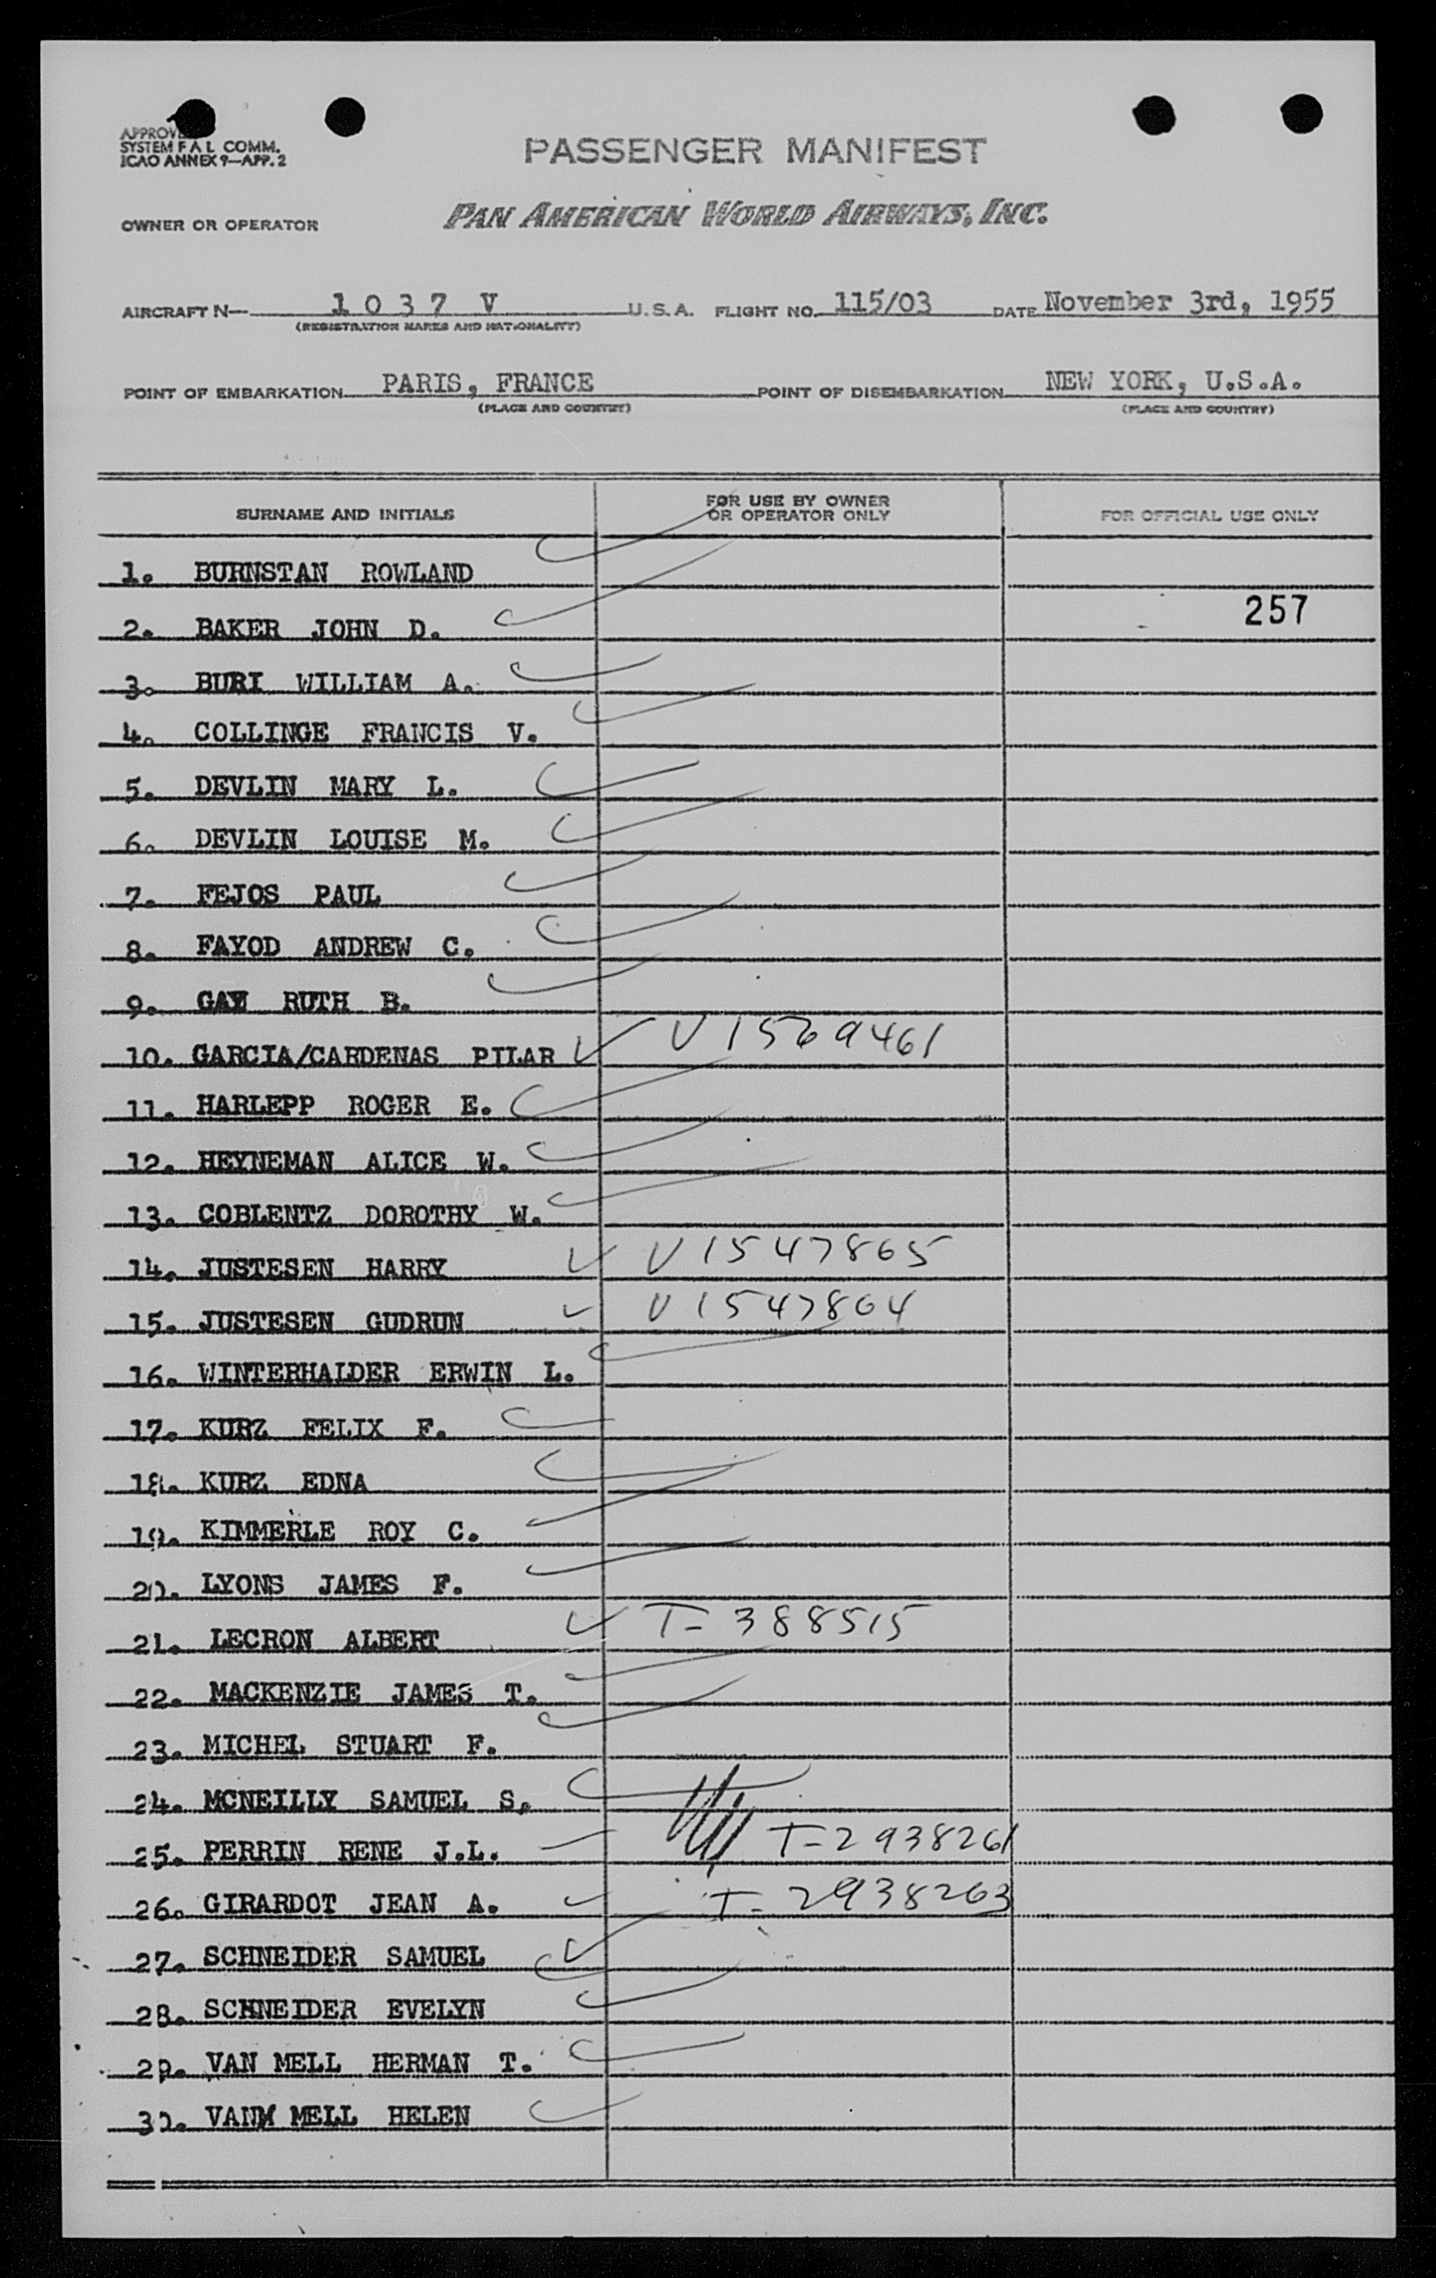 APPROVED
SYSTEM F A L COMM.
ICAO ANNEX 9—APP. 2
PASSENGER MANIFEST
OWNER OR OPERATOR PAN AMERICAN WORLD AIRWAYS, INC.
AIRCRAFT N— 1 0 3 7 V U.S.A. FLIGHT NO. 115/03 DATE November 3rd, 1955
(REGISTRATION MARKS AND NATIONALITY)
POINT OF EMBARKATION PARIS, FRANCE POINT OF DISEMBARKATION NEW YORK, U.S.A.
(PLACE AND COUNTRY) (PLACE AND COUNTRY)
SURNAME AND INITIALS FOR USE BY OWNER OR OPERATOR ONLY FOR OFFICIAL USE ONLY
1. BURNSTAN ROWLAND
2. BAKER JOHN D. 257
3. BURI WILLIAM A.
4. COLLINGE FRANCIS V.
5. DEVLIN MARY L.
6. DEVLIN LOUISE M.
7. FEJOS PAUL
8. FAYOD ANDREW C.
9. GAY RUTH B.
10. GARCIA/CARDENAS PILAR V 1569461
11. HARLEPP ROGER E.
12. HEYNEMAN ALICE W.
13. COBLENTZ DOROTHY W.
14. JUSTESEN HARRY V 1547865
15. JUSTESEN GUDRUN V 1547864
16. WINTERHALDER ERWIN L.
17. KURZ FELIX F.
18. KURZ EDNA
19. KIMMERLE ROY C.
20. LYONS JAMES F.
21. LECRON ALBERT T- 388515
22. MACKENZIE JAMES T.
23. MICHEL STUART F.
24. MCNEILLY SAMUEL S.
25. PERRIN RENE J.L. T-2938261
26. GIRARDOT JEAN A. T- 2938263
27. SCHNEIDER SAMUEL
28. SCHNEIDER EVELYN
29. VAN MELL HERMAN T.
30. VAN MELL HELEN